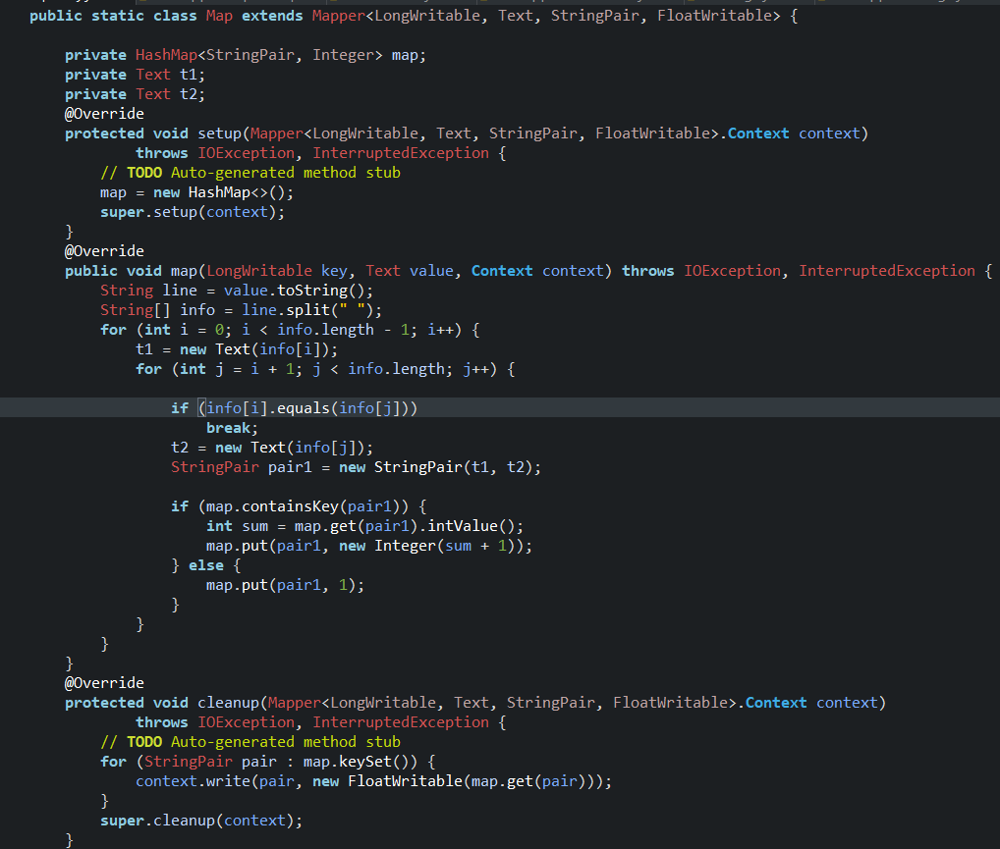 public static class Map extends Mapper<LongWritable, Text, StringPair, FloatWritable> {
private HashMap<StringPair, Integer> map;
private Text t1;
private Text t2;
@Override
protected void setup(Mapper<LongWritable, Text, StringPair, FloatWritable>.Context context)
throws IOException, InterruptedException {
// TODO Auto-generated method stub
map = new HashMap<>();
super.setup(context);
}
@Override
public void map(LongWritable key, Text value, Context context) throws IOException, InterruptedException {
String line = value.toString();
String[] info = line.split(" ");
for (int i = 0; i < info.length - 1; i++) {
t1 = new Text(info[i]);
for (int j = i + 1; j < info.length; j++) {
if (info[i].equals(info[j]))
break;
t2 = new Text(info[j]);
StringPair pair1 = new StringPair(t1, t2);
if (map.containsKey(pair1)) {
int sum = map.get(pair1).intValue();
map.put(pair1, new Integer(sum + 1));
} else {
map.put(pair1, 1);
}
}
}
}
@Override
protected void cleanup(Mapper<LongWritable, Text, StringPair, FloatWritable>.Context context)
throws IOException, InterruptedException {
// TODO Auto-generated method stub
for (StringPair pair : map.keySet()) {
context.write(pair, new FloatWritable(map.get(pair)));
}
super.cleanup(context);
}